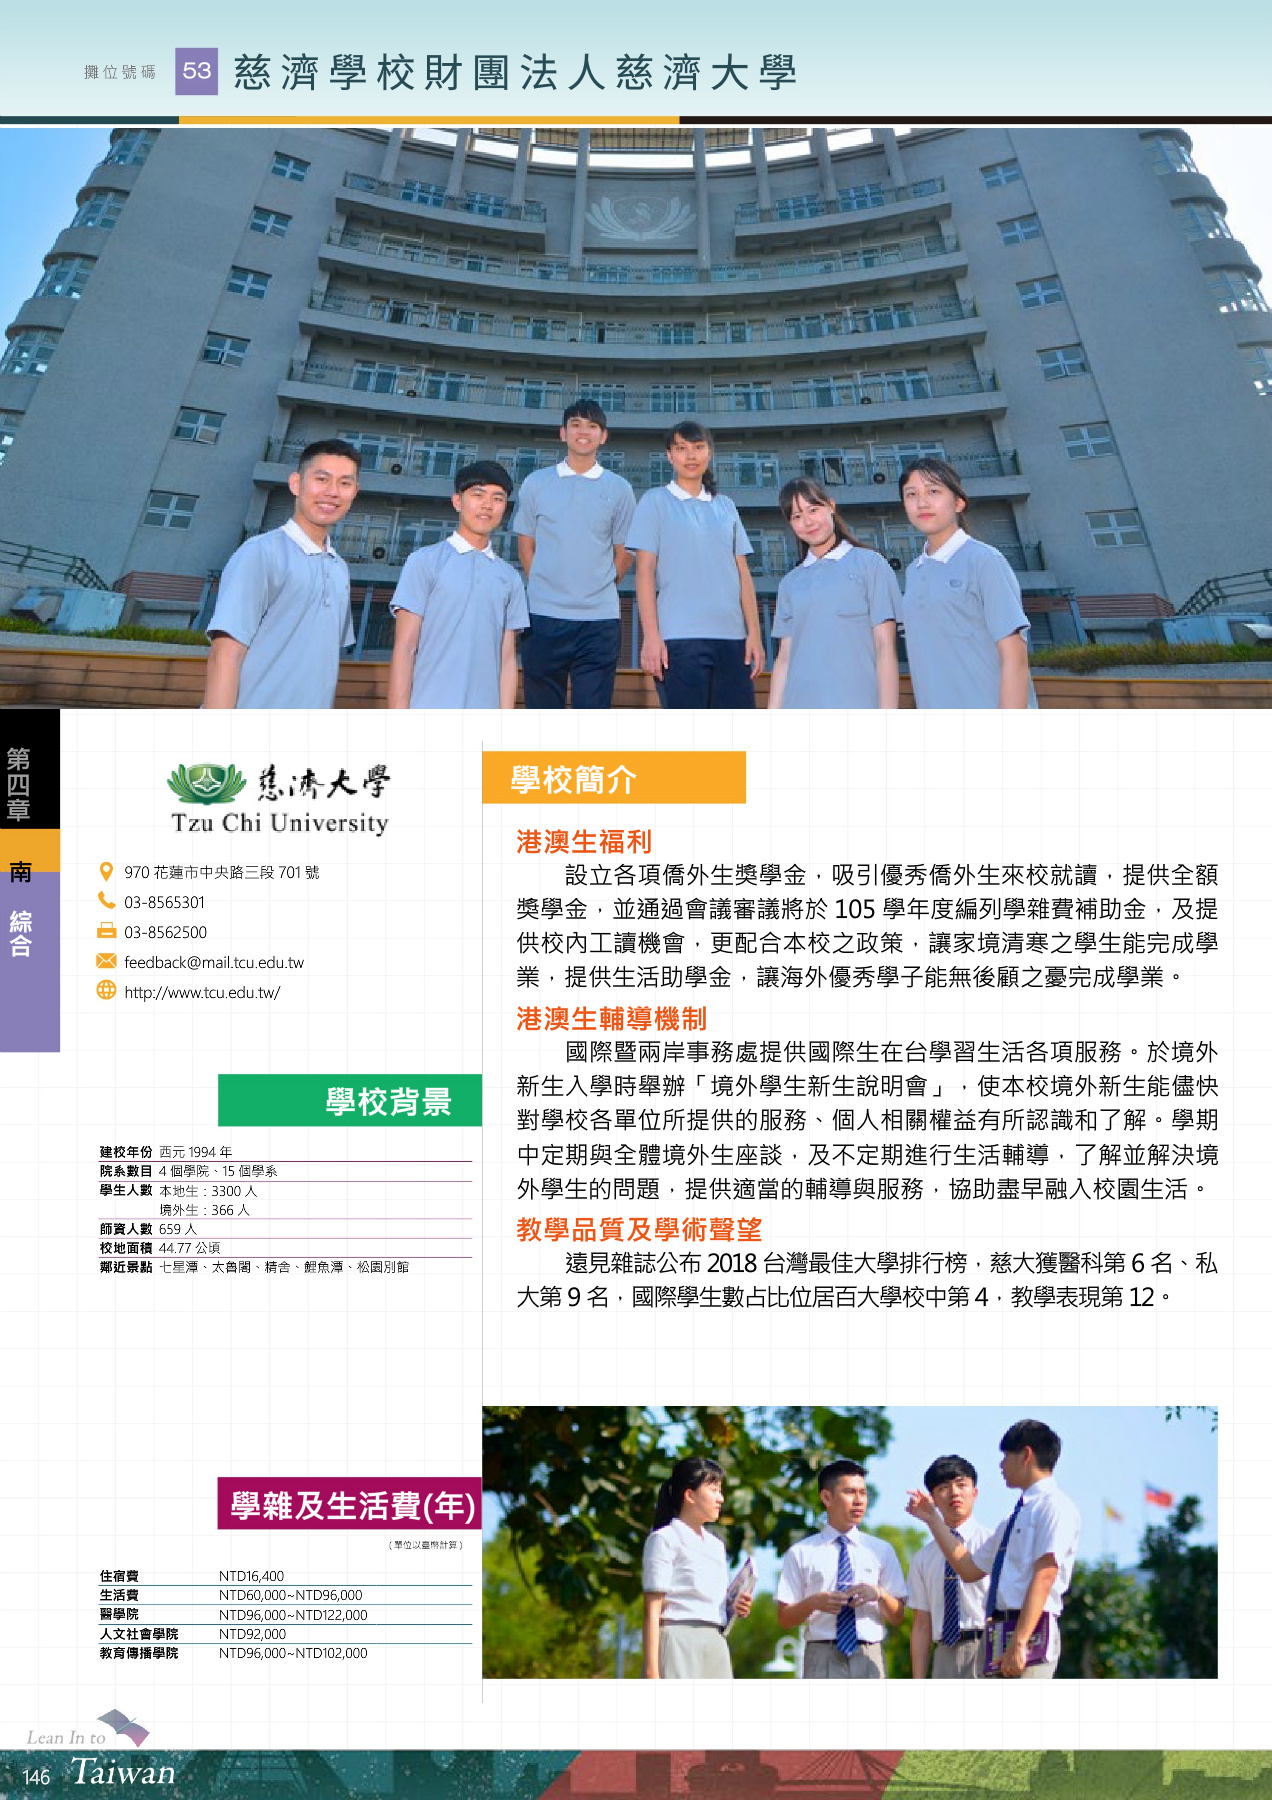 攤位號碼 53 慈濟學校財團法人慈濟大學
第四章
南
綜合
慈濟大學
Tzu Chi University
970 花蓮市中央路三段 701 號
03-8565301
03-8562500
feedback@mail.tcu.edu.tw
http://www.tcu.edu.tw/
學校背景
建校年份 西元 1994 年
院系數目 4 個學院、15 個學系
學生人數 本地生：3300 人
境外生：366 人
師資人數 659 人
校地面積 44.77 公頃
鄰近景點 七星潭、太魯閣、精舍、鯉魚潭、松園別館
學雜及生活費(年)
( 單位以臺幣計算 )
住宿費 NTD16,400
生活費 NTD60,000~NTD96,000
醫學院 NTD96,000~NTD122,000
人文社會學院 NTD92,000
教育傳播學院 NTD96,000~NTD102,000
學校簡介
港澳生福利
設立各項僑外生獎學金，吸引優秀僑外生來校就讀，提供全額
獎學金，並通過會議審議將於 105 學年度編列學雜費補助金，及提
供校內工讀機會，更配合本校之政策，讓家境清寒之學生能完成學
業，提供生活助學金，讓海外優秀學子能無後顧之憂完成學業。
港澳生輔導機制
國際暨兩岸事務處提供國際生在台學習生活各項服務。於境外
新生入學時舉辦「境外學生新生說明會」，使本校境外新生能儘快
對學校各單位所提供的服務、個人相關權益有所認識和了解。學期
中定期與全體境外生座談，及不定期進行生活輔導，了解並解決境
外學生的問題，提供適當的輔導與服務，協助盡早融入校園生活。
教學品質及學術聲望
遠見雜誌公布 2018 台灣最佳大學排行榜，慈大獲醫科第 6 名、私
大第 9 名，國際學生數占比位居百大學校中第 4，教學表現第 12。
Lean In to
146 Taiwan